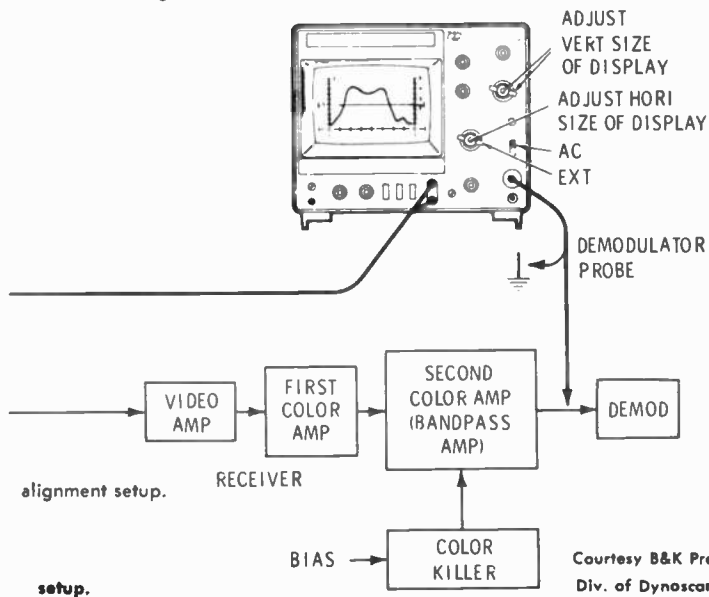 ADJUST
VERT SIZE
OF DISPLAY
ADJUST HORI
SIZE OF DISPLAY
AC
EXT
DEMODULATOR
PROBE
VIDEO
AMP
FIRST
COLOR
AMP
SECOND
COLOR AMP
(BANDPASS
AMP)
DEMOD
RECEIVER
alignment setup.
BIAS
COLOR
KILLER
Courtesy B&K Pre
Div. of Dynoscan
setup.